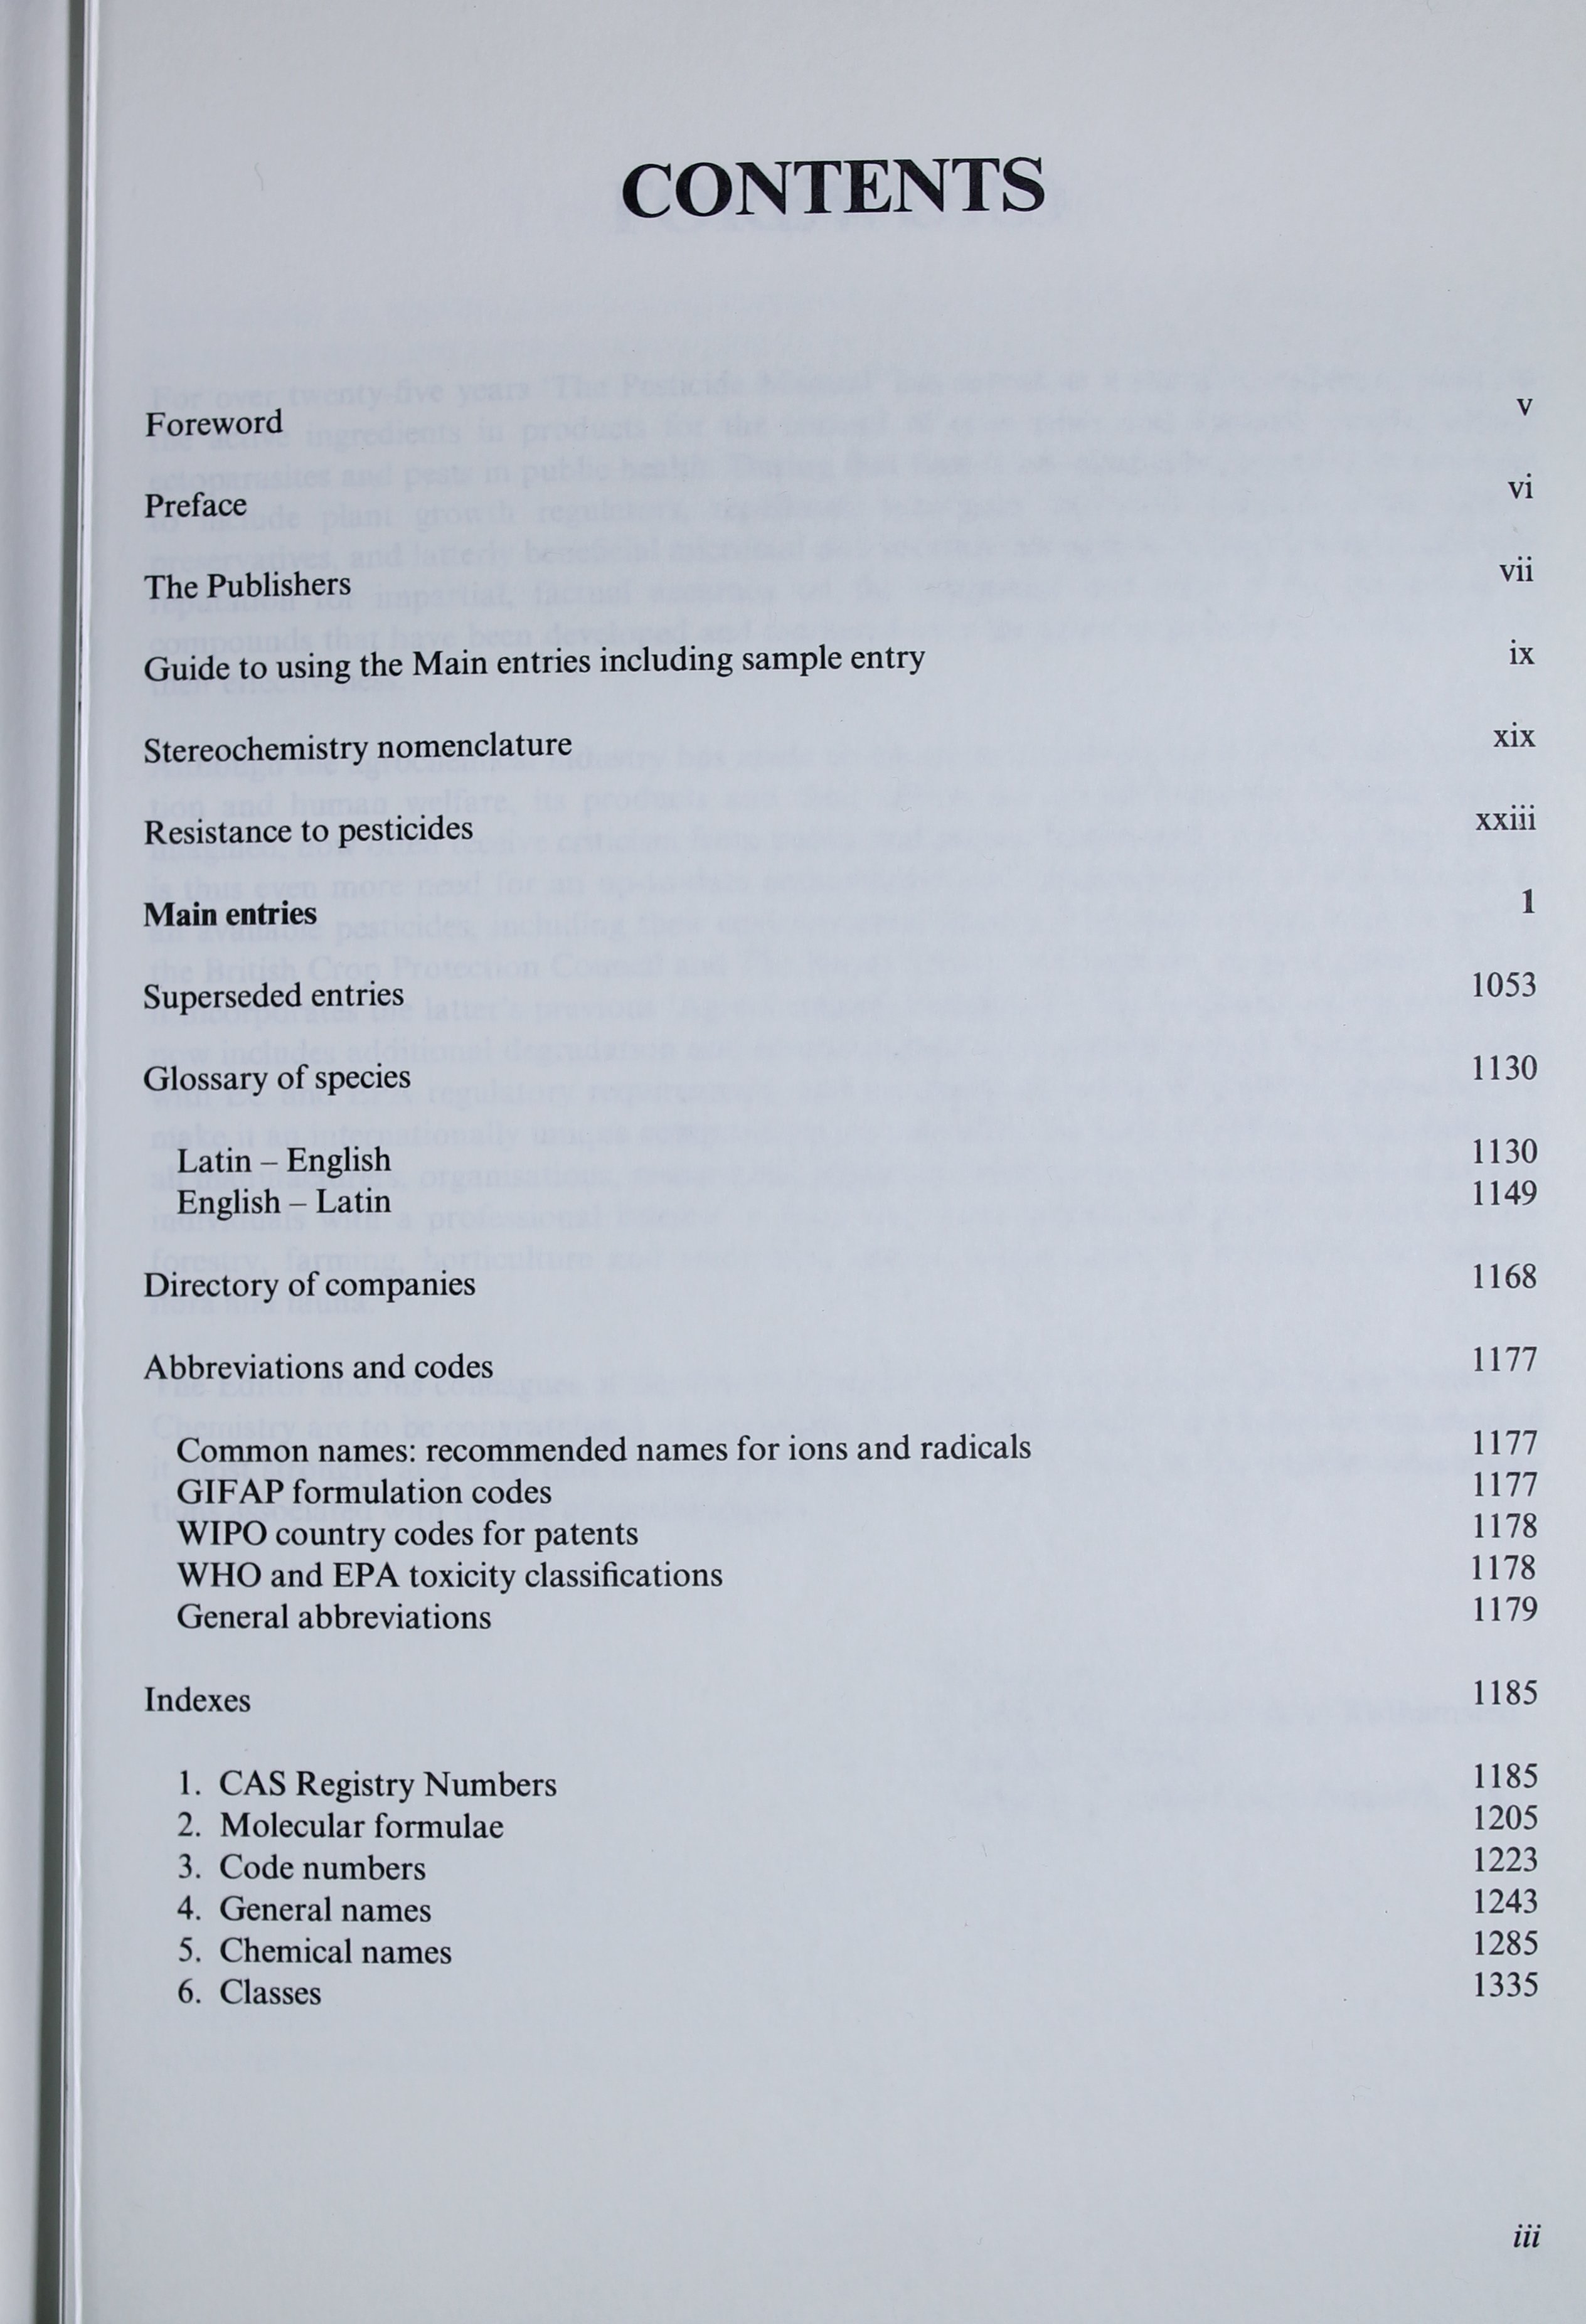 CONTENTS
Foreword v
Preface vi
The Publishers vii
Guide to using the Main entries including sample entry ix
Stereochemistry nomenclature xix
Resistance to pesticides xxiii
Main entries 1
Superseded entries 1053
Glossary of species 1130
Latin – English 1130
English – Latin 1149
Directory of companies 1168
Abbreviations and codes 1177
Common names: recommended names for ions and radicals 1177
GIFAP formulation codes 1177
WIPO country codes for patents 1178
WHO and EPA toxicity classifications 1178
General abbreviations 1179
Indexes 1185
1. CAS Registry Numbers 1185
2. Molecular formulae 1205
3. Code numbers 1223
4. General names 1243
5. Chemical names 1285
6. Classes 1335
iii